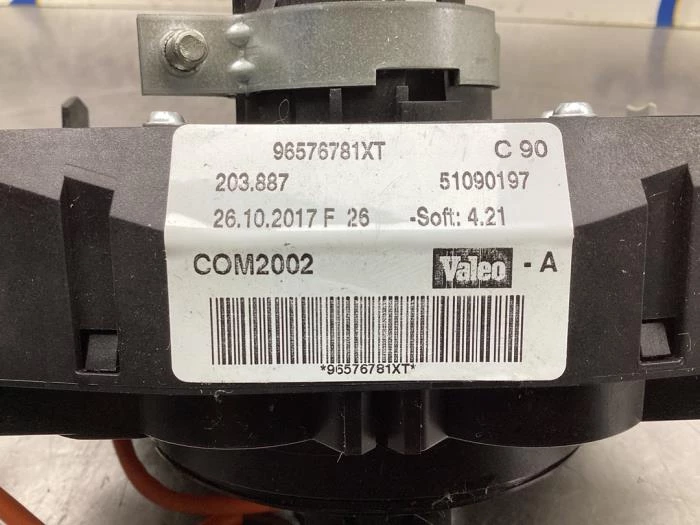 96576781XT C 90
203.887 51090197
26.10.2017 F 26 -Soft: 4.21
COM2002 Valeo - A
*96576781XT*